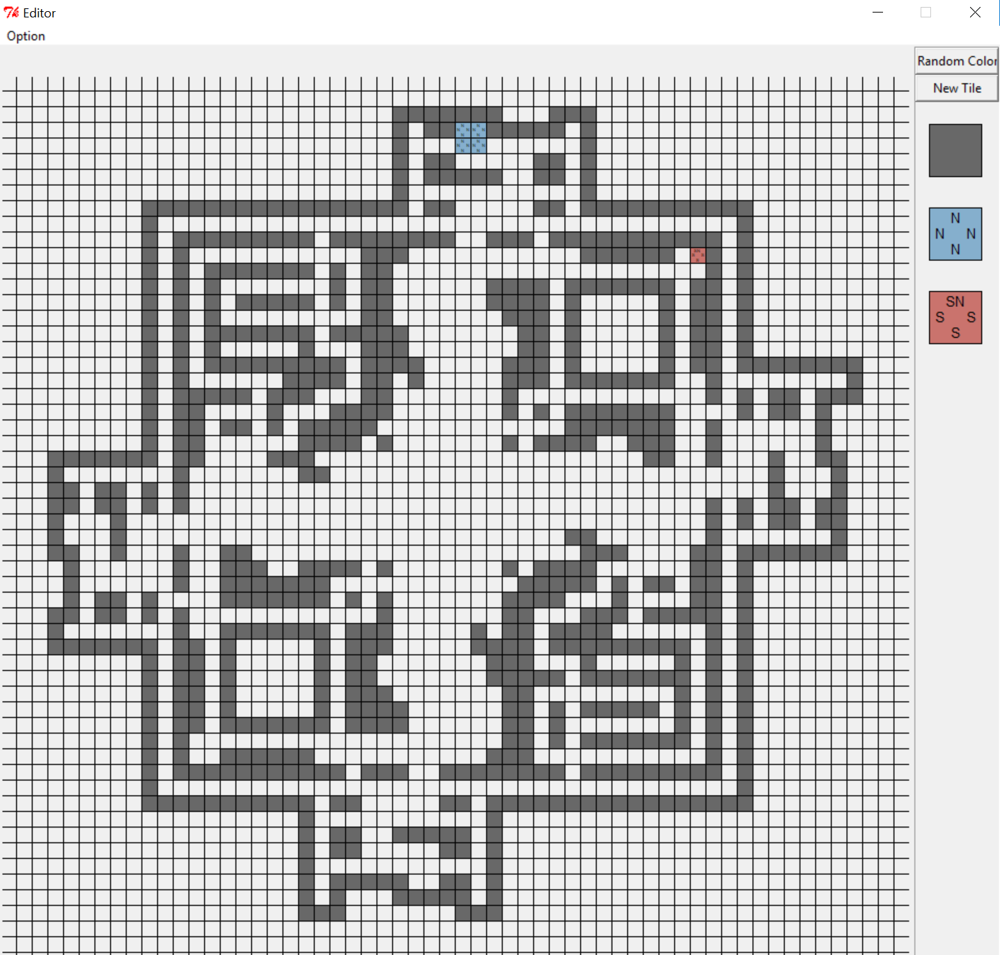 Editor
Option
Random Color
New Tile
N
N N
N
SN
S S
S